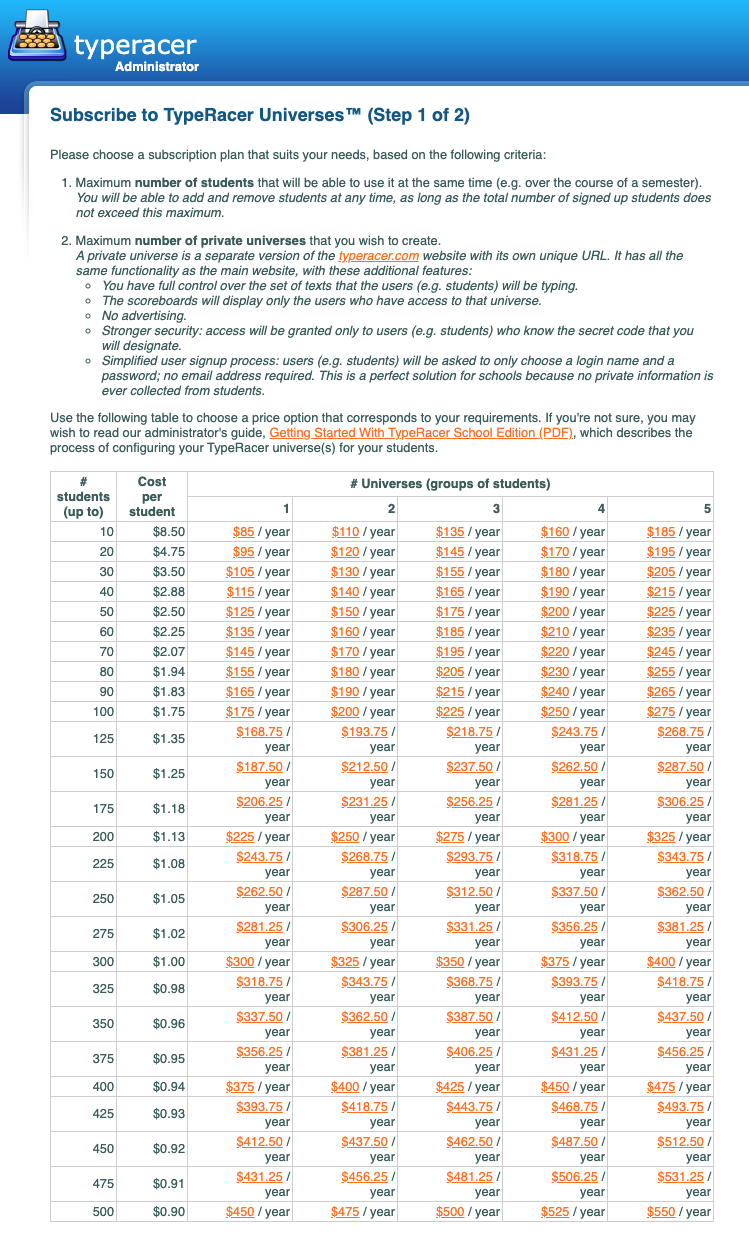 typeracer
Administrator
Subscribe to TypeRacer Universes™ (Step 1 of 2)
Please choose a subscription plan that suits your needs, based on the following criteria:
1. Maximum number of students that will be able to use it at the same time (e.g. over the course of a semester).
You will be able to add and remove students at any time, as long as the total number of signed up students does
not exceed this maximum.
2. Maximum number of private universes that you wish to create.
A private universe is a separate version of the typeracer.com website with its own unique URL. It has all the
same functionality as the main website, with these additional features:
◦ You have full control over the set of texts that the users (e.g. students) will be typing.
◦ The scoreboards will display only the users who have access to that universe.
◦ No advertising.
◦ Stronger security: access will be granted only to users (e.g. students) who know the secret code that you
will designate.
◦ Simplified user signup process: users (e.g. students) will be asked to only choose a login name and a
password; no email address required. This is a perfect solution for schools because no private information is
ever collected from students.
Use the following table to choose a price option that corresponds to your requirements. If you're not sure, you may
wish to read our administrator's guide, Getting Started With TypeRacer School Edition (PDF), which describes the
process of configuring your TypeRacer universe(s) for your students.
# students (up to) Cost per student # Universes (groups of students)
1 2 3 4 5
10 $8.50 $85 / year $110 / year $135 / year $160 / year $185 / year
20 $4.75 $95 / year $120 / year $145 / year $170 / year $195 / year
30 $3.50 $105 / year $130 / year $155 / year $180 / year $205 / year
40 $2.88 $115 / year $140 / year $165 / year $190 / year $215 / year
50 $2.50 $125 / year $150 / year $175 / year $200 / year $225 / year
60 $2.25 $135 / year $160 / year $185 / year $210 / year $235 / year
70 $2.07 $145 / year $170 / year $195 / year $220 / year $245 / year
80 $1.94 $155 / year $180 / year $205 / year $230 / year $255 / year
90 $1.83 $165 / year $190 / year $215 / year $240 / year $265 / year
100 $1.75 $175 / year $200 / year $225 / year $250 / year $275 / year
125 $1.35 $168.75 / year $193.75 / year $218.75 / year $243.75 / year $268.75 / year
150 $1.25 $187.50 / year $212.50 / year $237.50 / year $262.50 / year $287.50 / year
175 $1.18 $206.25 / year $231.25 / year $256.25 / year $281.25 / year $306.25 / year
200 $1.13 $225 / year $250 / year $275 / year $300 / year $325 / year
225 $1.08 $243.75 / year $268.75 / year $293.75 / year $318.75 / year $343.75 / year
250 $1.05 $262.50 / year $287.50 / year $312.50 / year $337.50 / year $362.50 / year
275 $1.02 $281.25 / year $306.25 / year $331.25 / year $356.25 / year $381.25 / year
300 $1.00 $300 / year $325 / year $350 / year $375 / year $400 / year
325 $0.98 $318.75 / year $343.75 / year $368.75 / year $393.75 / year $418.75 / year
350 $0.96 $337.50 / year $362.50 / year $387.50 / year $412.50 / year $437.50 / year
375 $0.95 $356.25 / year $381.25 / year $406.25 / year $431.25 / year $456.25 / year
400 $0.94 $375 / year $400 / year $425 / year $450 / year $475 / year
425 $0.93 $393.75 / year $418.75 / year $443.75 / year $468.75 / year $493.75 / year
450 $0.92 $412.50 / year $437.50 / year $462.50 / year $487.50 / year $512.50 / year
475 $0.91 $431.25 / year $456.25 / year $481.25 / year $506.25 / year $531.25 / year
500 $0.90 $450 / year $475 / year $500 / year $525 / year $550 / year